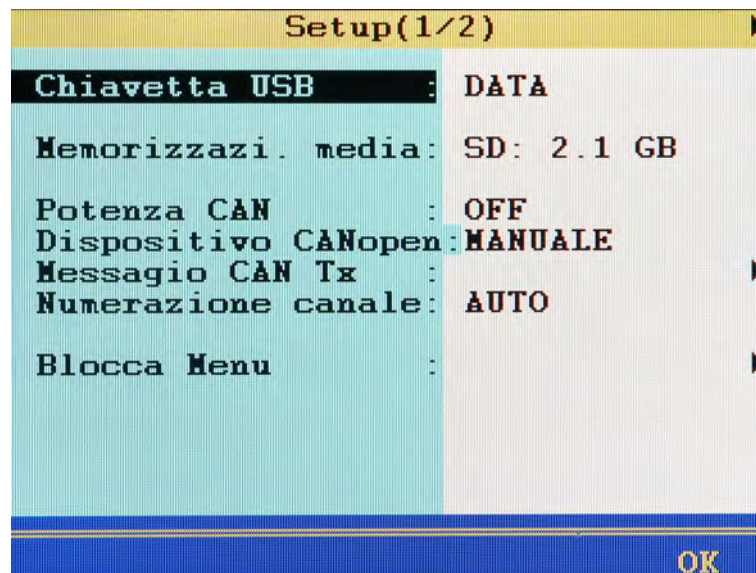 Setup(1/2)
Chiavetta USB : DATA
Memorizzazi. media: SD: 2.1 GB
Potenza CAN : OFF
Dispositivo CANopen:MANUALE
Messagio CAN Tx :
Numerazione canale: AUTO
Blocca Menu :
OK